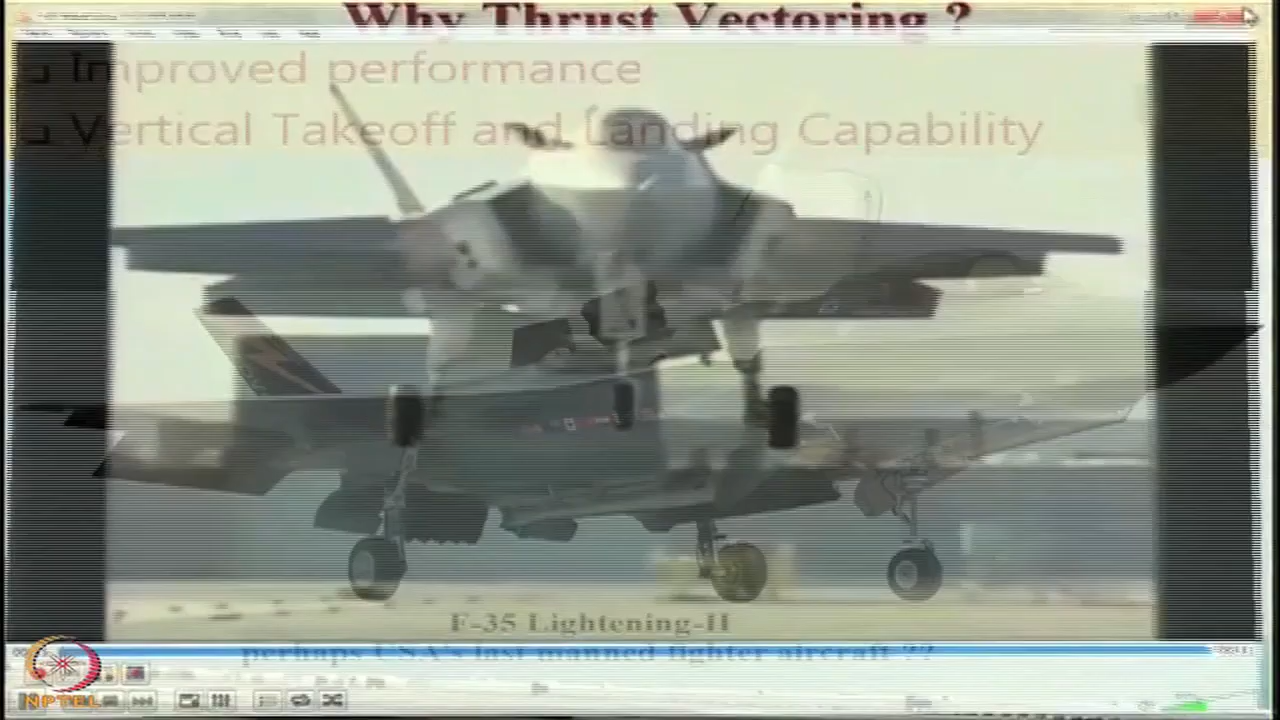 Why Thrust Vectoring ?
Improved performance
Vertical Takeoff and Landing Capability
F-35 Lightening-II
perhaps USA's last manned fighter aircraft ??
NPTEL